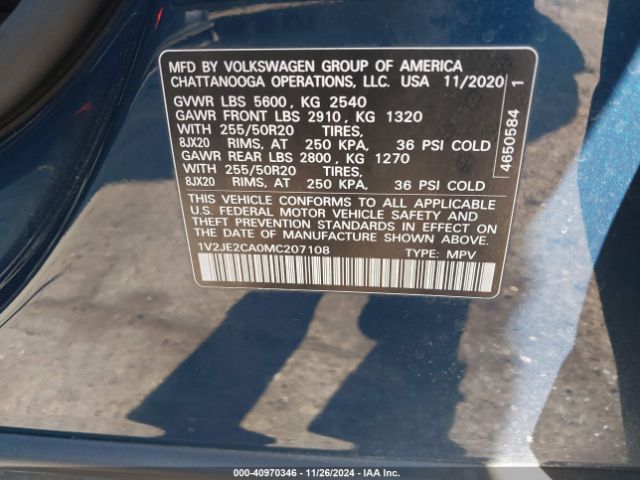 MFD BY VOLKSWAGEN GROUP OF AMERICA
CHATTANOOGA OPERATIONS, LLC. USA 11/2020
GVWR LBS 5600, KG 2540
GAWR FRONT LBS 2910, KG 1320
WITH 255/50R20 TIRES,
8JX20 RIMS, AT 250 KPA, 36 PSI COLD
GAWR REAR LBS 2800, KG 1270
WITH 255/50R20 TIRES,
8JX20 RIMS, AT 250 KPA, 36 PSI COLD
THIS VEHICLE CONFORMS TO ALL APPLICABLE
U.S. FEDERAL MOTOR VEHICLE SAFETY AND
THEFT PREVENTION STANDARDS IN EFFECT ON
THE DATE OF MANUFACTURE SHOWN ABOVE.
1V2JE2CA0MC207108 TYPE: MPV
4650584 1
000-40970346 - 11/26/2024 - IAA Inc.